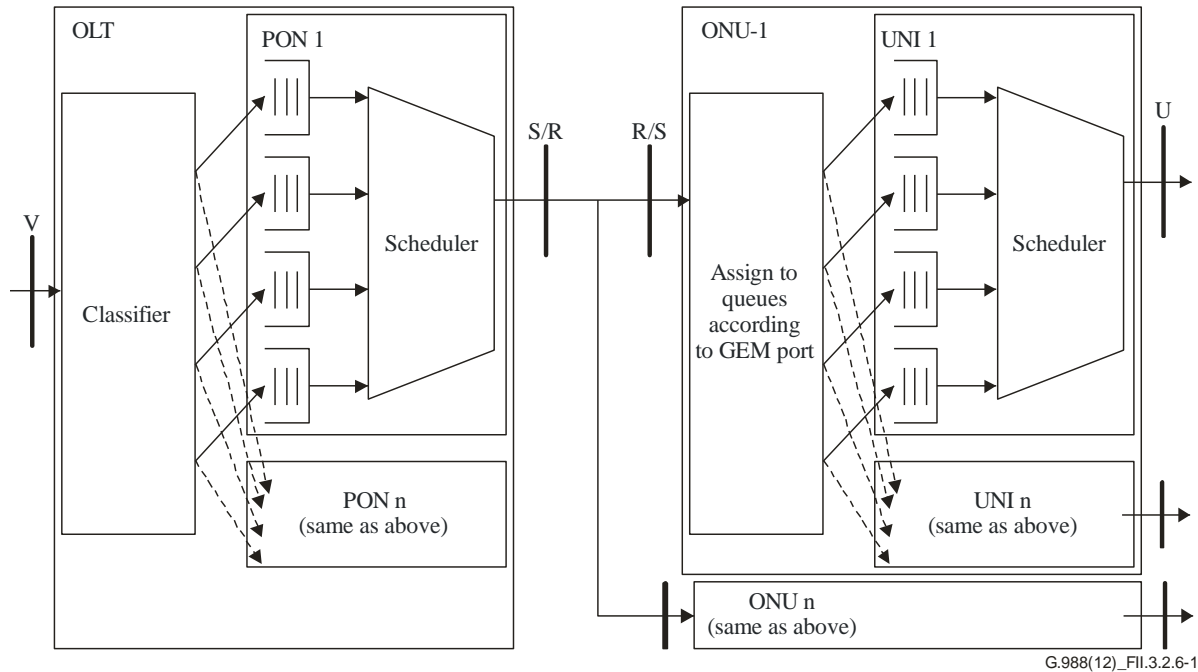 OLT
PON 1
ONU-1
UNI 1
S/R
R/S
U
V
Classifier
Scheduler
Assign to
queues
according
to GEM port
Scheduler
PON n
(same as above)
UNI n
(same as above)
ONU n
(same as above)
G.988(12)_FII.3.2.6-1